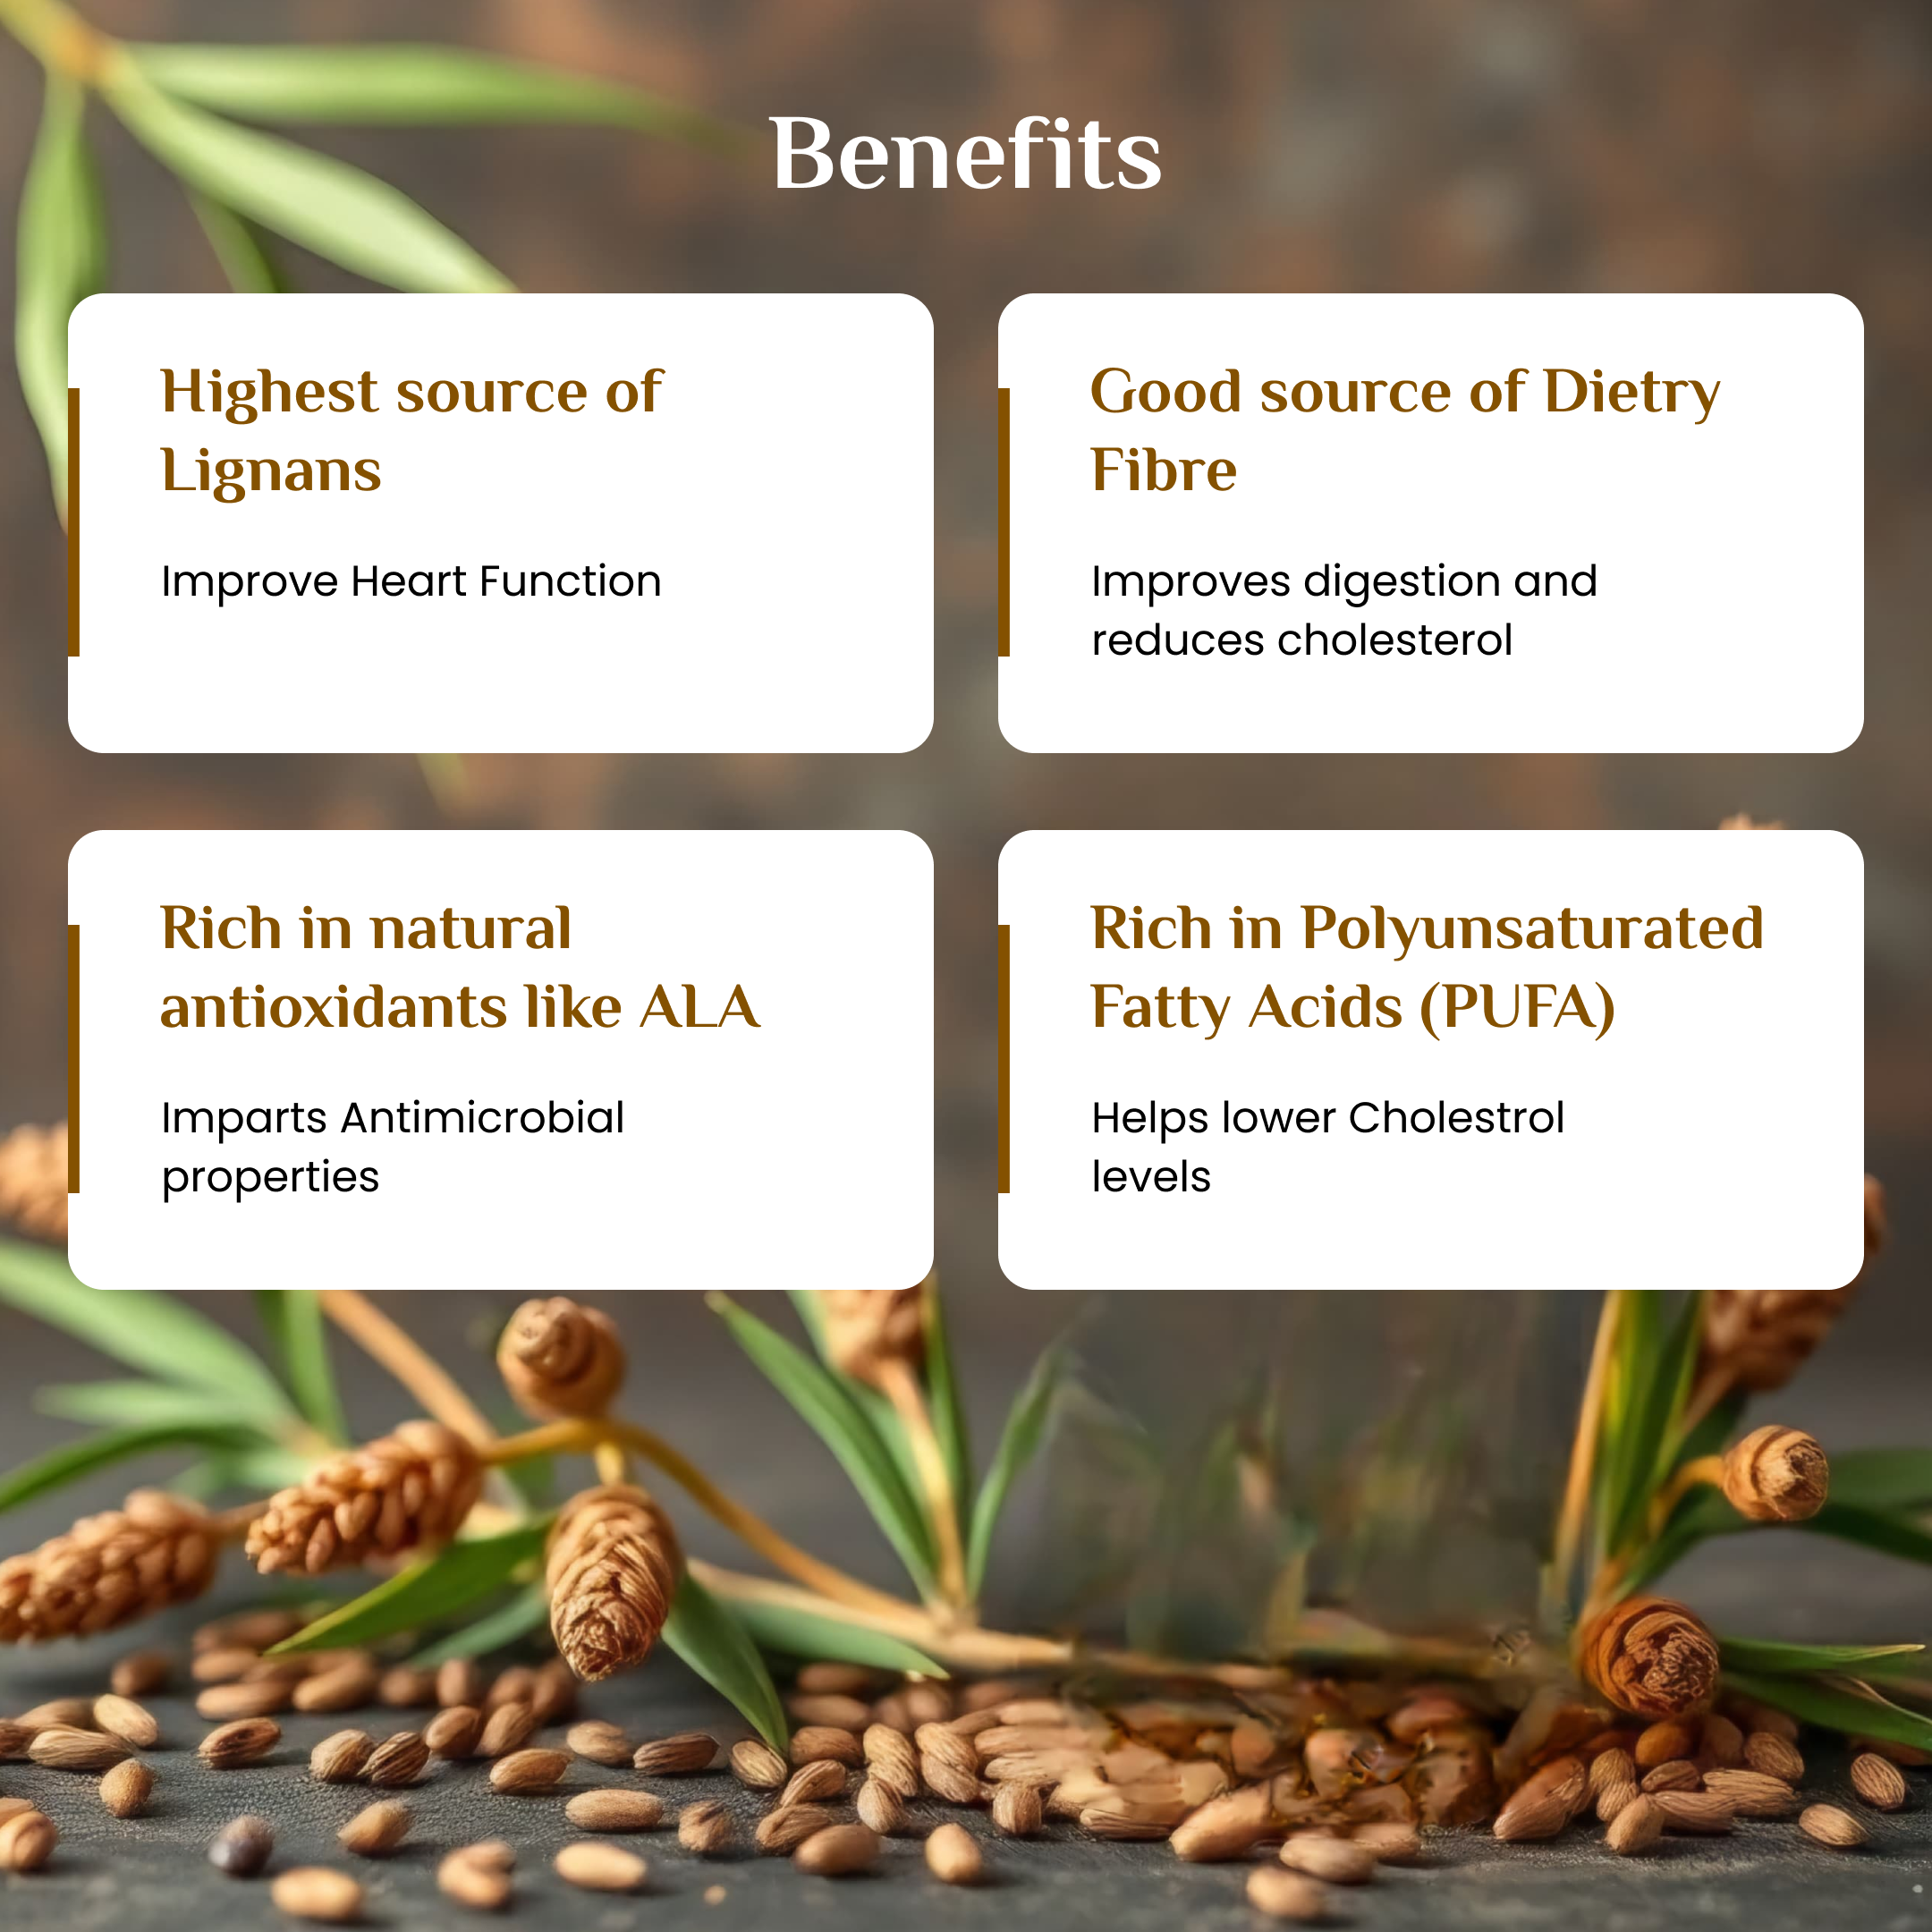 Benefits
Highest source of
Lignans
Improve Heart Function
Good source of Dietry
Fibre
Improves digestion and
reduces cholesterol
Rich in natural
antioxidants like ALA
Imparts Antimicrobial
properties
Rich in Polyunsaturated
Fatty Acids (PUFA)
Helps lower Cholestrol
levels